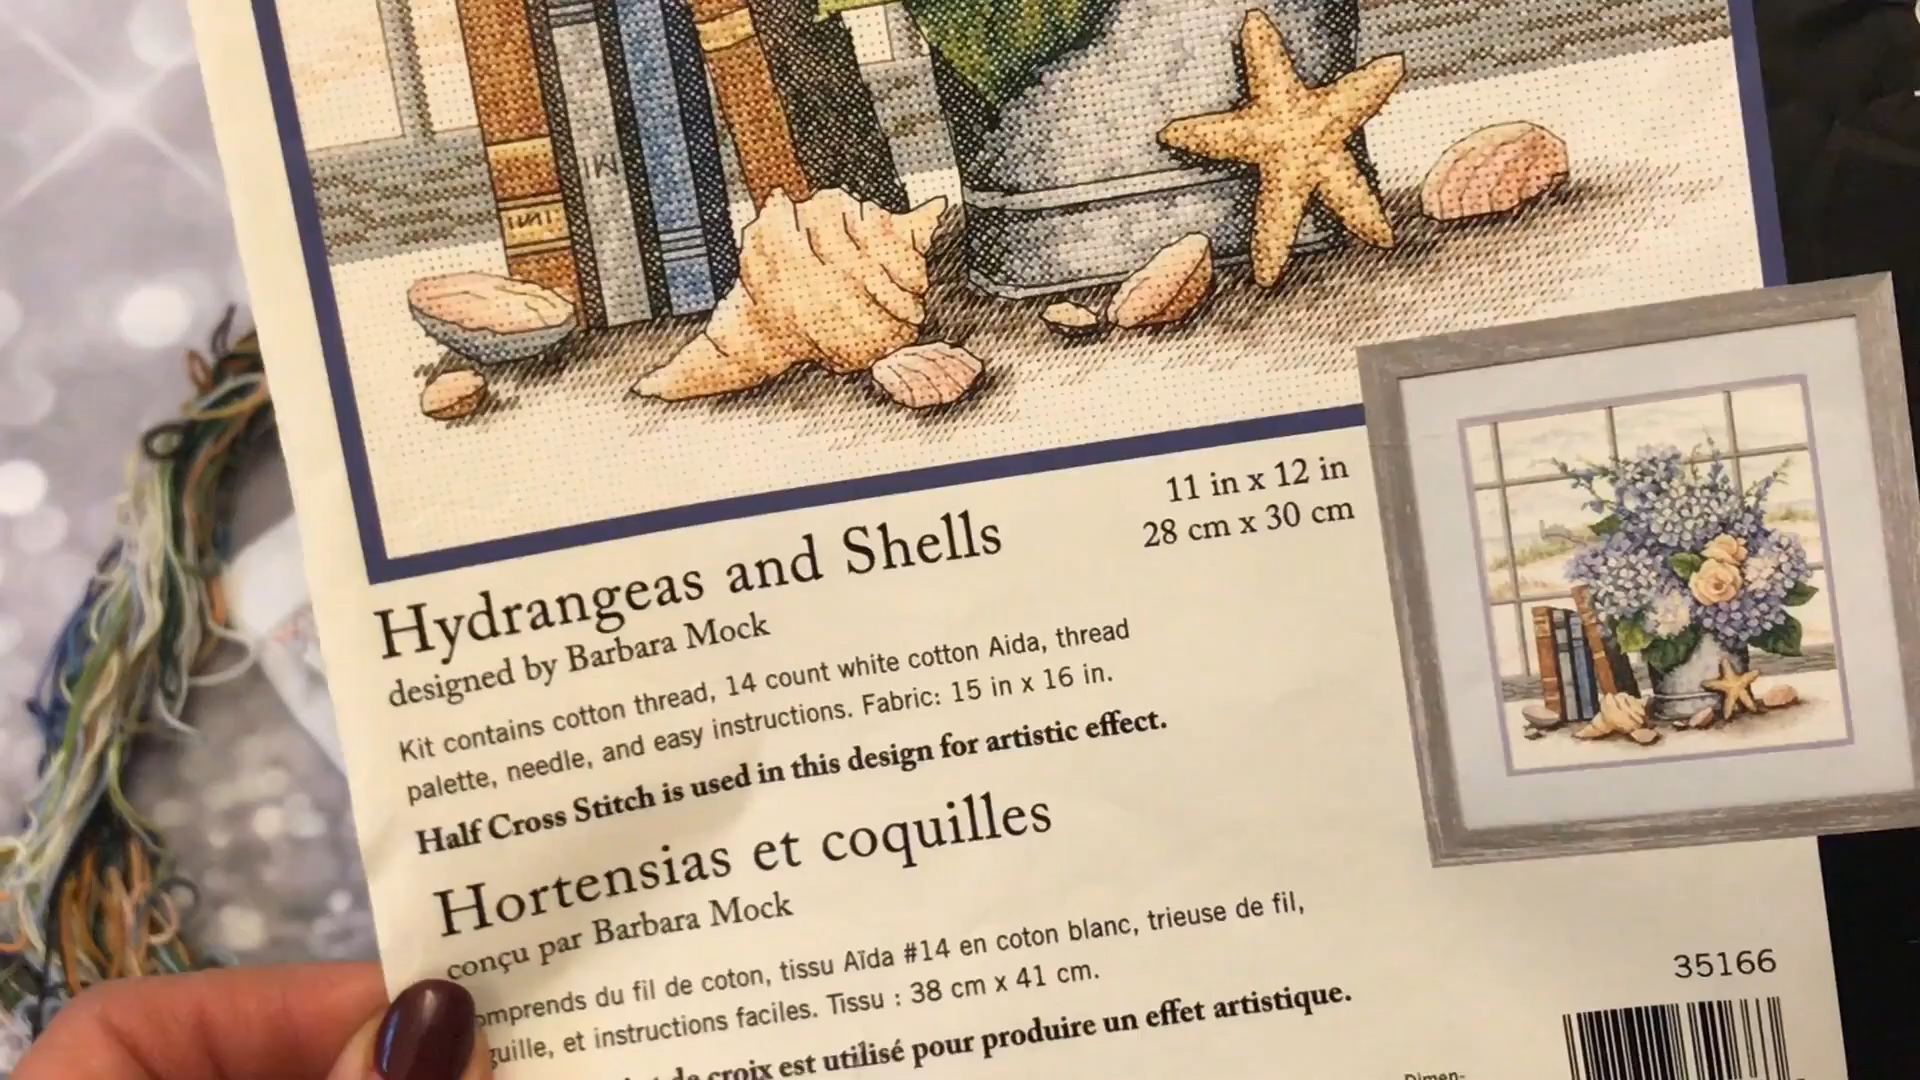 Hydrangeas and Shells
designed by Barbara Mock
11 in x 12 in
28 cm x 30 cm
Kit contains cotton thread, 14 count white cotton Aida, thread
palette, needle, and easy instructions. Fabric: 15 in x 16 in.
Half Cross Stitch is used in this design for artistic effect.
Hortensias et coquilles
conçu par Barbara Mock
omprends du fil de coton, tissu Aïda #14 en coton blanc, trieuse de fil,
guille, et instructions faciles. Tissu : 38 cm x 41 cm.
croix est utilisé pour produire un effet artistique.
35166
Dimen-